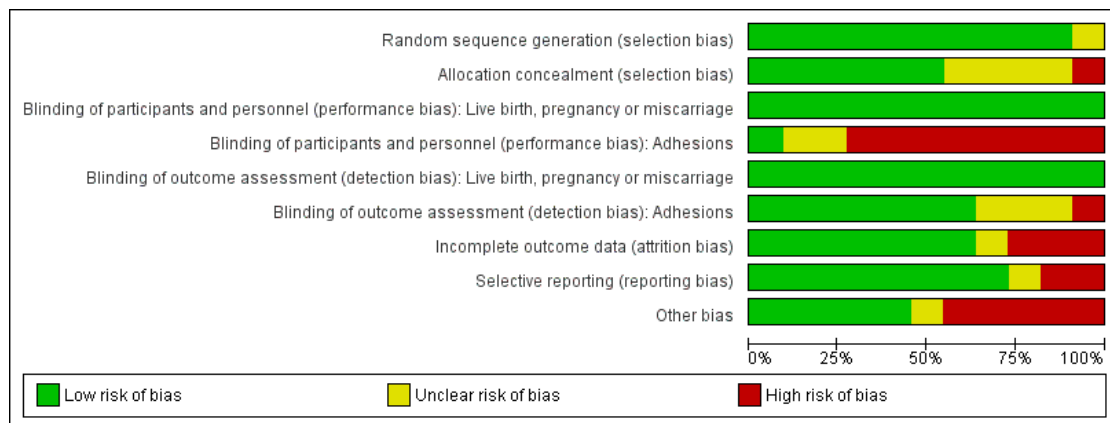 Random sequence generation (selection bias)
Allocation concealment (selection bias)
Blinding of participants and personnel (performance bias): Live birth, pregnancy or miscarriage
Blinding of participants and personnel (performance bias): Adhesions
Blinding of outcome assessment (detection bias): Live birth, pregnancy or miscarriage
Blinding of outcome assessment (detection bias): Adhesions
Incomplete outcome data (attrition bias)
Selective reporting (reporting bias)
Other bias
0% 25% 50% 75% 100%
Low risk of bias Unclear risk of bias High risk of bias